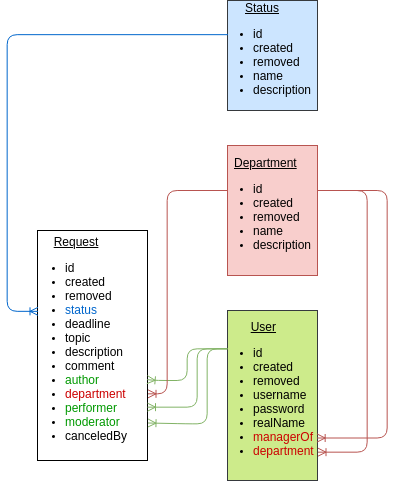 Status
id
created
removed
name
description
Department
id
created
removed
name
description
Request
id
created
removed
status
deadline
topic
description
comment
author
department
performer
moderator
canceledBy
User
id
created
removed
username
password
realName
managerOf
department